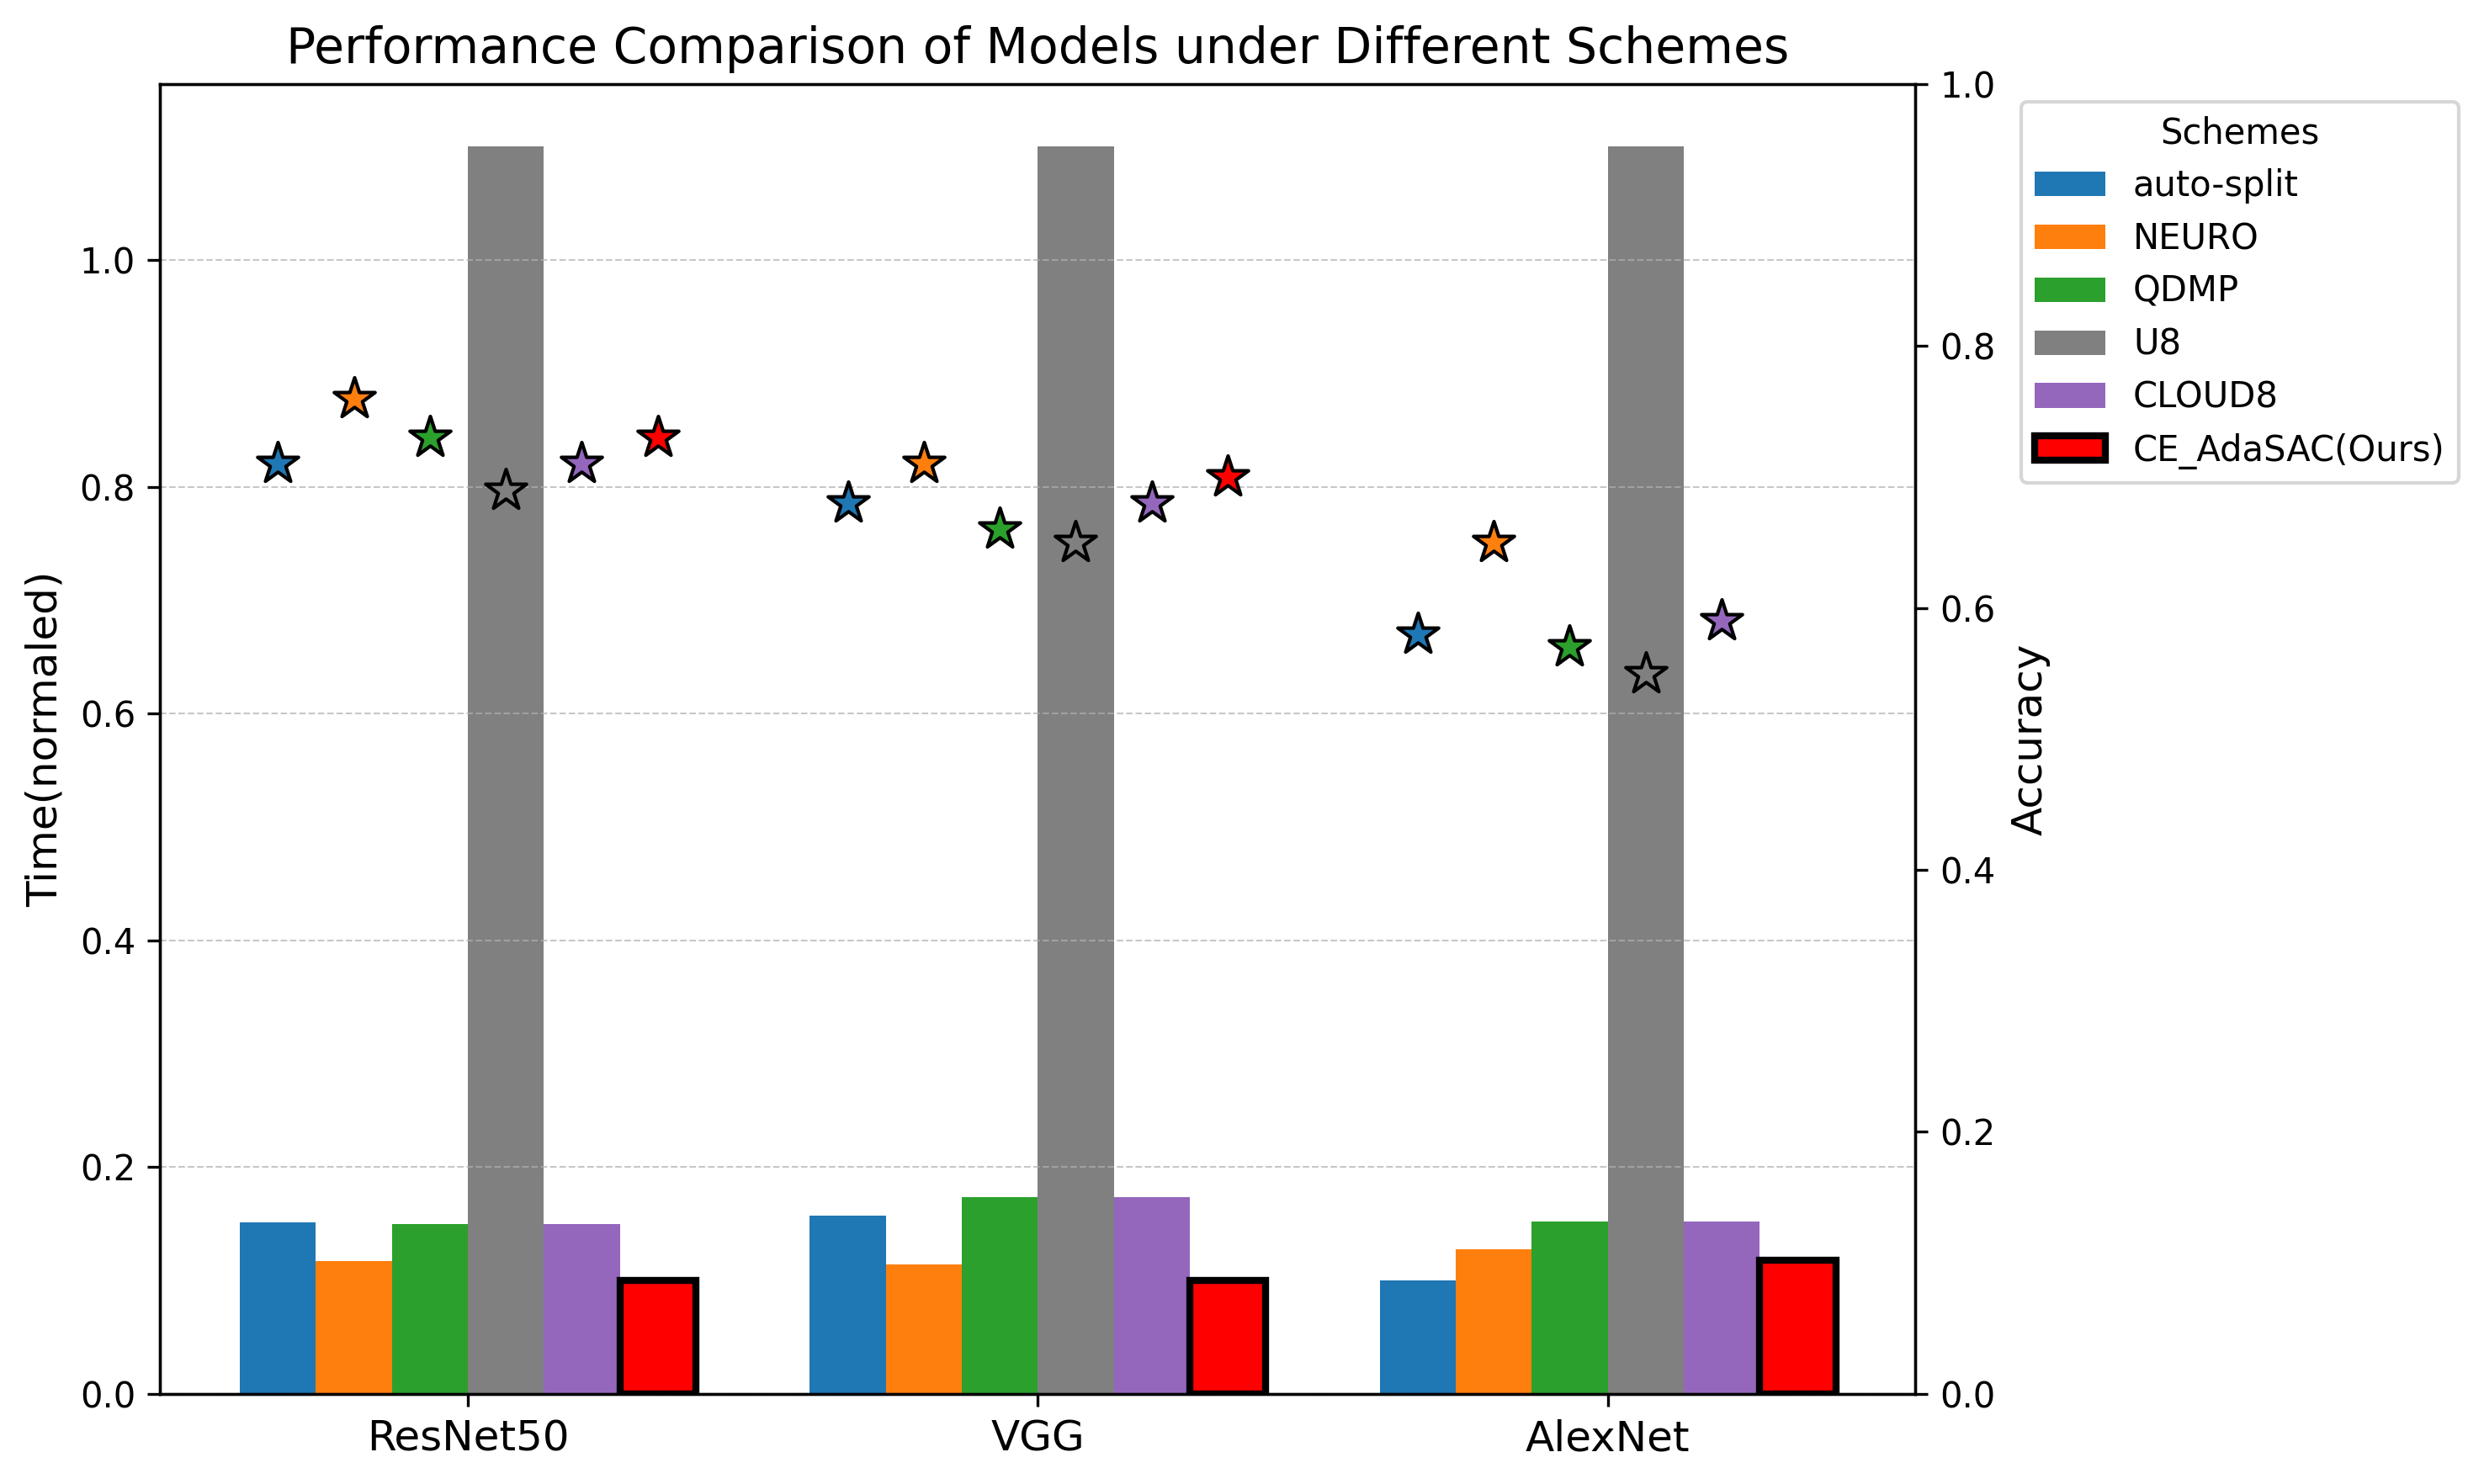 Performance Comparison of Models under Different Schemes
Time(normaled)
1.0
0.8
0.6
0.4
0.2
0.0
ResNet50
VGG
AlexNet
1.0
0.8
0.6
0.4
0.2
0.0
Accuracy
Schemes
auto-split
NEURO
QDMP
U8
CLOUD8
CE_AdaSAC(Ours)